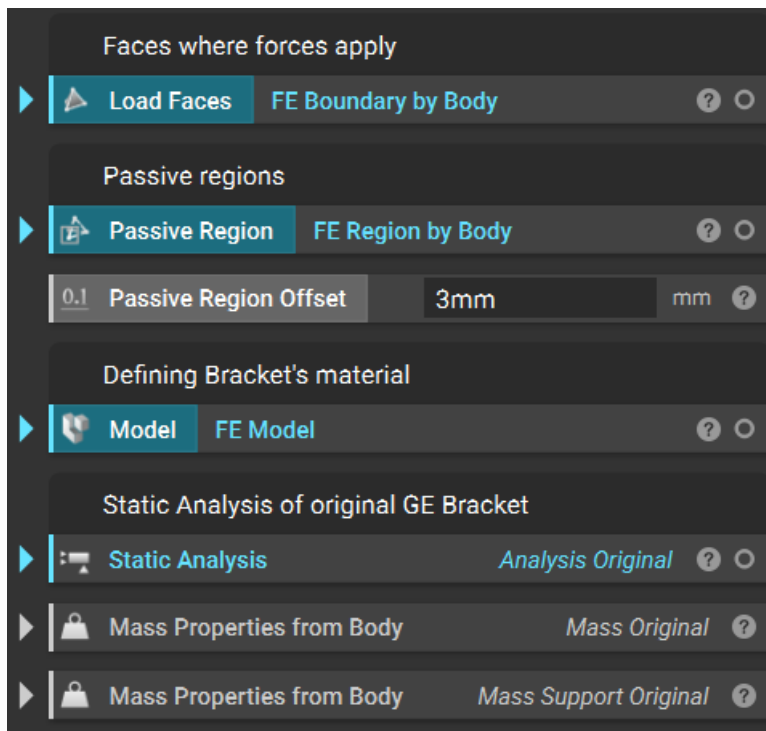 Faces where forces apply
Load Faces FE Boundary by Body ?
Passive regions
Passive Region FE Region by Body ?
0.1 Passive Region Offset 3mm mm ?
Defining Bracket's material
Model FE Model ?
Static Analysis of original GE Bracket
Static Analysis Analysis Original ?
Mass Properties from Body Mass Original ?
Mass Properties from Body Mass Support Original ?